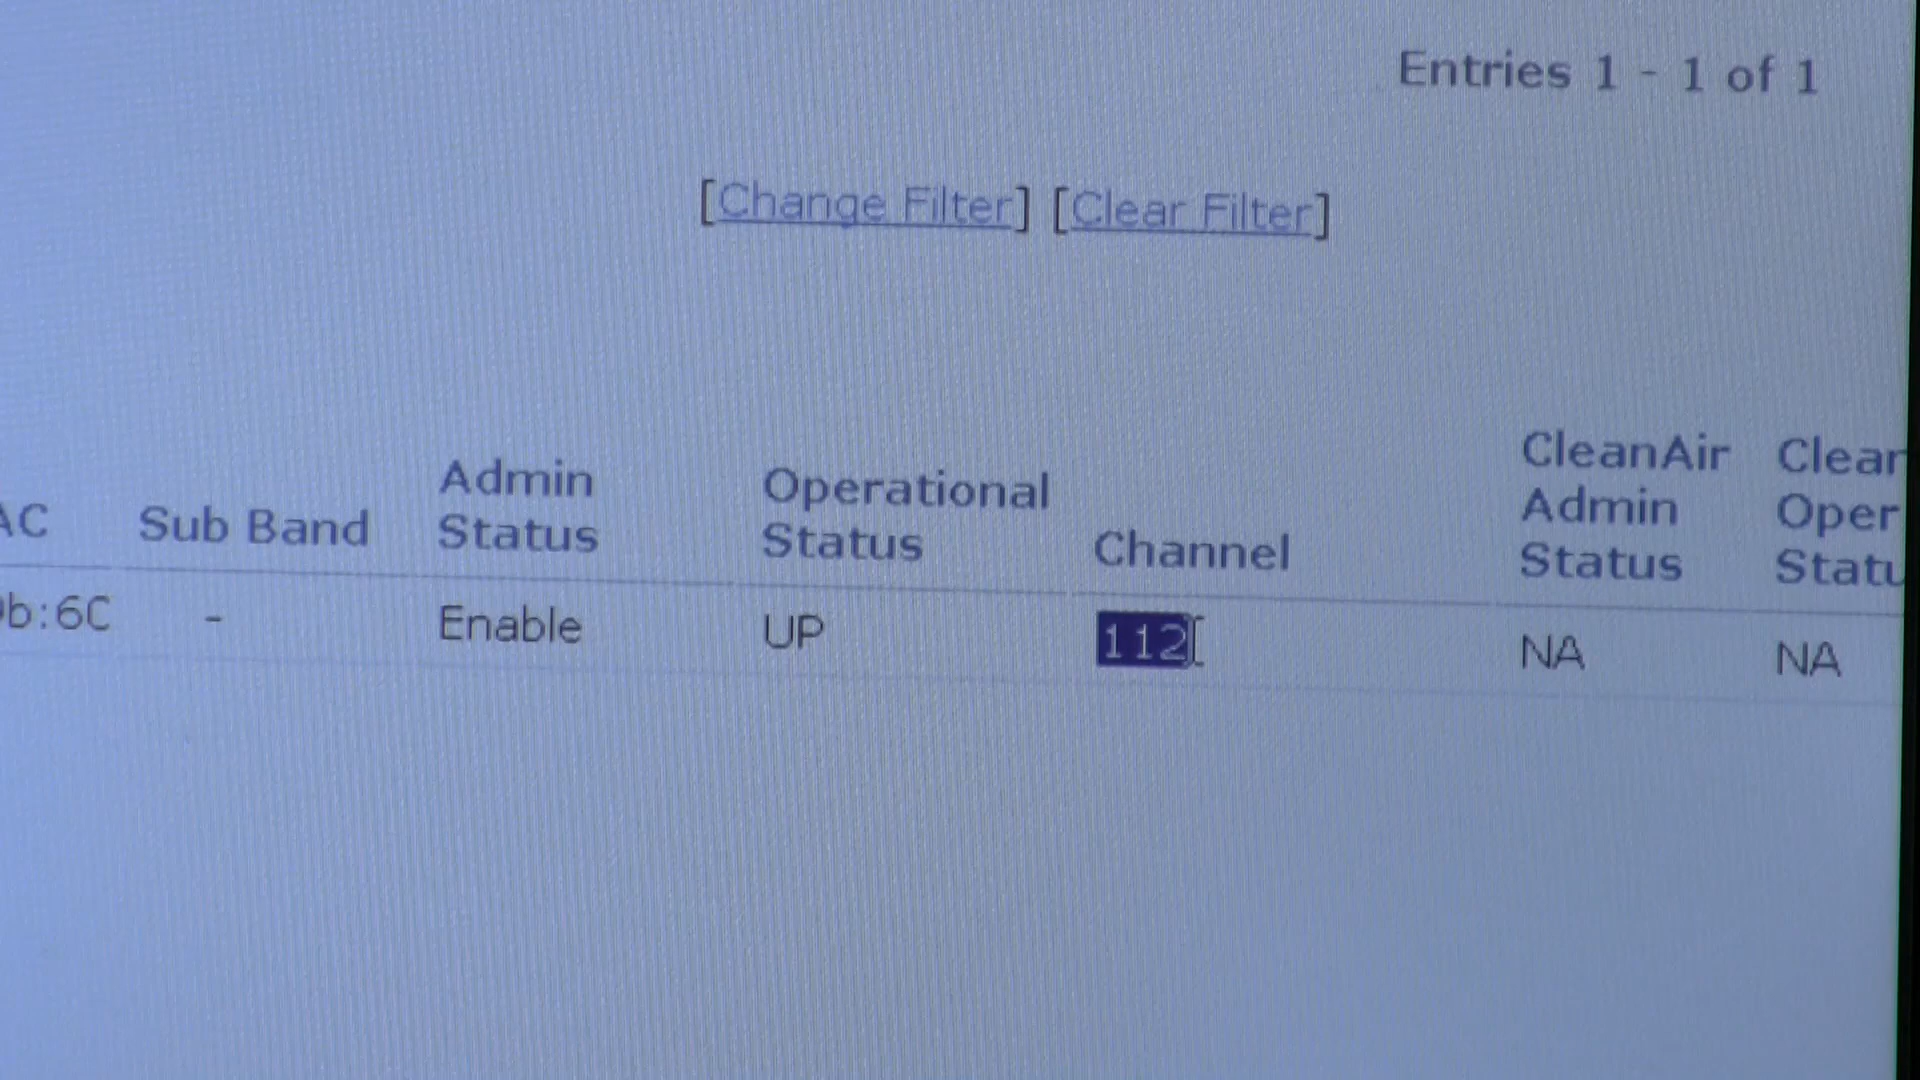 Entries 1 - 1 of 1
[Change Filter] [Clear Filter]
AC Sub Band Admin Status Operational Status Channel CleanAir Admin Status Oper
b:6C - Enable UP 112 NA NA